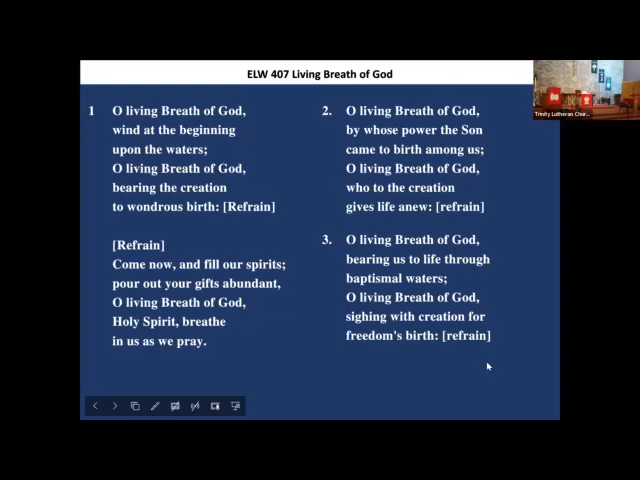 ELW 407 Living Breath of God
1 O living Breath of God,
wind at the beginning
upon the waters;
O living Breath of God,
bearing the creation
to wondrous birth: [Refrain]
[Refrain]
Come now, and fill our spirits;
pour out your gifts abundant,
O living Breath of God,
Holy Spirit, breathe
in us as we pray.
2. O living Breath of God,
by whose power the Son
came to birth among us;
O living Breath of God,
who to the creation
gives life anew: [refrain]
3. O living Breath of God,
bearing us to life through
baptismal waters;
O living Breath of God,
sighing with creation for
freedom's birth: [refrain]
Trinity Lutheran Chur...